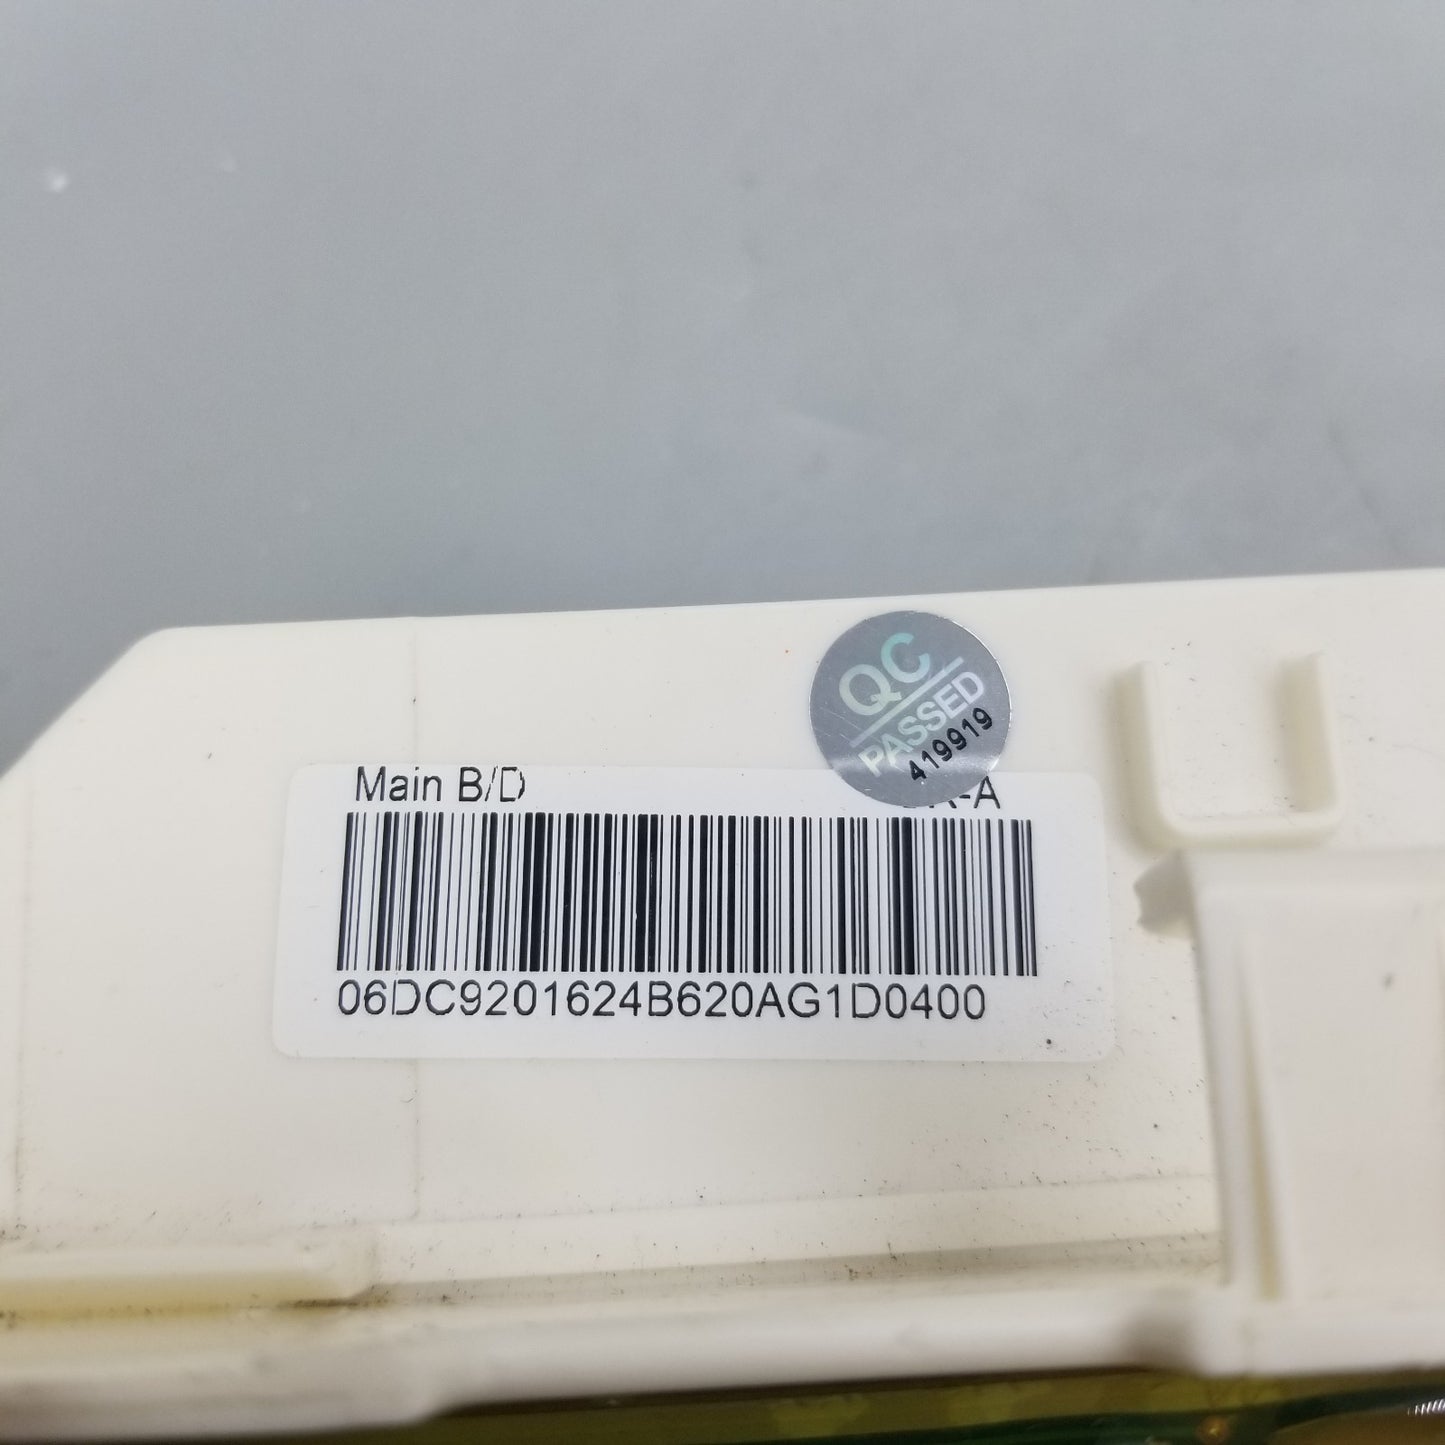 QC
PASSED
419919
Main B/D
06DC9201624B620AG1D0400